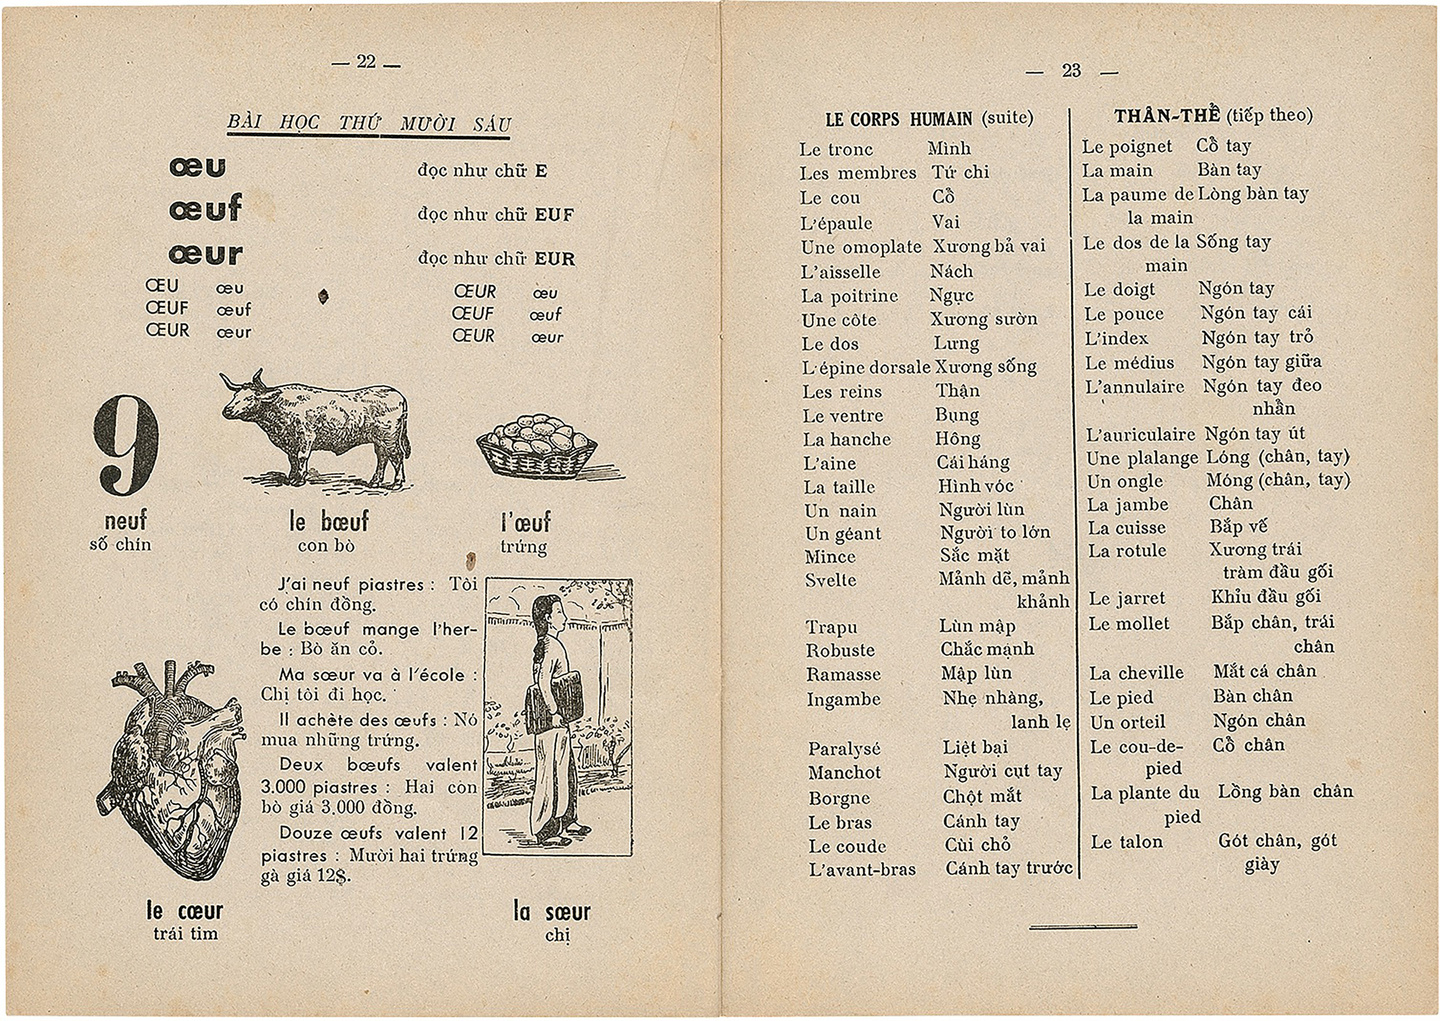 — 22 —
BÀI HỌC THỨ MƯỜI SÁU
œu đọc như chữ E
œuf đọc như chữ EUF
œur đọc như chữ EUR
ŒU œu ŒUR œu
ŒUF œuf ŒUF œuf
ŒUR œur ŒUR œur
9
neuf le bœuf l'œuf
số chín con bò trứng
J'ai neuf piastres : Tôi
có chín đồng.
Le bœuf mange l'her-
be : Bò ăn cỏ.
Ma sœur va à l'école :
Chị tôi đi học.
Il achète des œufs : Nó
mua những trứng.
Deux bœufs valent
3.000 piastres : Hai con
bò giá 3.000 đồng.
Douze œufs valent 12
piastres : Mười hai trứng
gà giá 12$.
le cœur la sœur
trái tim chị
— 23 —
LE CORPS HUMAIN (suite)
Le tronc Mình
Les membres Tứ chi
Le cou Cổ
L'épaule Vai
Une omoplate Xương bả vai
L'aisselle Nách
La poitrine Ngực
Une côte Xương sườn
Le dos Lưng
L'épine dorsale Xương sống
Les reins Thận
Le ventre Bụng
La hanche Hông
L'aine Cái háng
La taille Hình vóc
Un nain Người lùn
Un géant Người to lớn
Mince Sắc mặt
Svelte Mảnh dẽ, mảnh
khảnh
Trapu Lùn mập
Robuste Chắc mạnh
Ramasse Mập lùn
Ingambe Nhẹ nhàng,
lanh lẹ
Paralysé Liệt bại
Manchot Người cụt tay
Borgne Chột mắt
Le bras Cánh tay
Le coude Cùi chỏ
L'avant-bras Cánh tay trước
THÂN-THỂ (tiếp theo)
Le poignet Cổ tay
La main Bàn tay
La paume de Lòng bàn tay
la main
Le dos de la Sống tay
main
Le doigt Ngón tay
Le pouce Ngón tay cái
L'index Ngón tay trỏ
Le médius Ngón tay giữa
L'annulaire Ngón tay đeo
nhẫn
L'auriculaire Ngón tay út
Une plalange Lóng (chân, tay)
Un ongle Móng (chân, tay)
La jambe Chân
La cuisse Bắp vế
La rotule Xương trái
tràm đầu gối
Le jarret Khỉu đầu gối
Le mollet Bắp chân, trái
chân
La cheville Mắt cá chân
Le pied Bàn chân
Un orteil Ngón chân
Le cou-de- Cổ chân
pied
La plante du Lồng bàn chân
pied
Le talon Gót chân, gót
giày